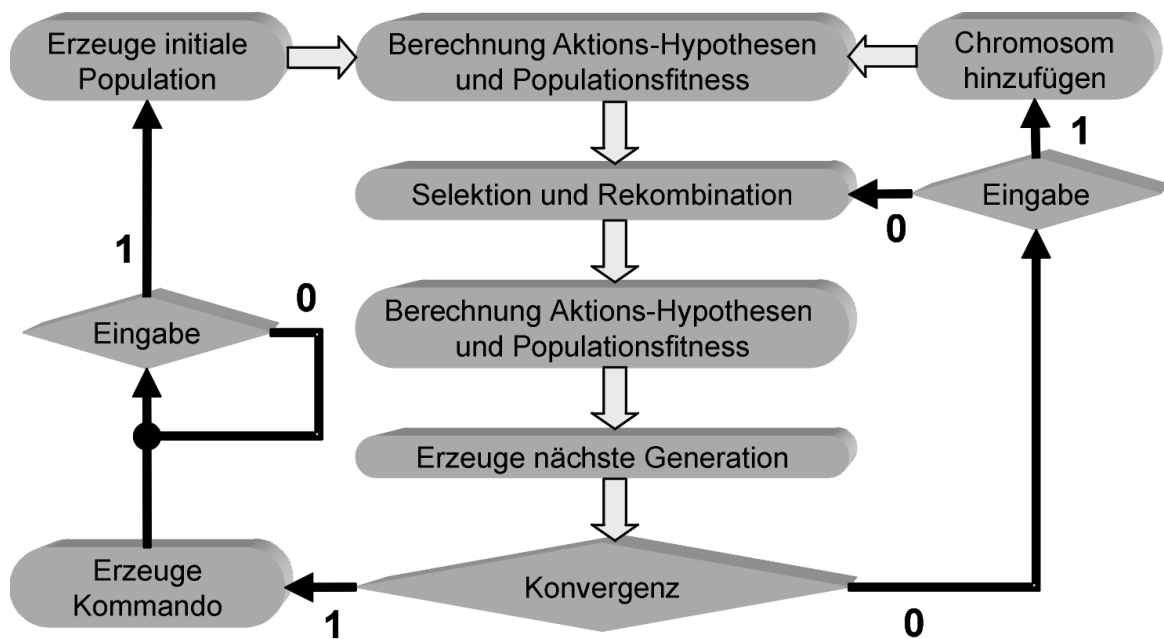 Erzeuge initiale
Population
Berechnung Aktions-Hypothesen
und Populationsfitness
Chromosom
hinzufügen
1
Selektion und Rekombination
Eingabe
0
1
0
Eingabe
Berechnung Aktions-Hypothesen
und Populationsfitness
Erzeuge nächste Generation
Erzeuge
Kommando
1
Konvergenz
0